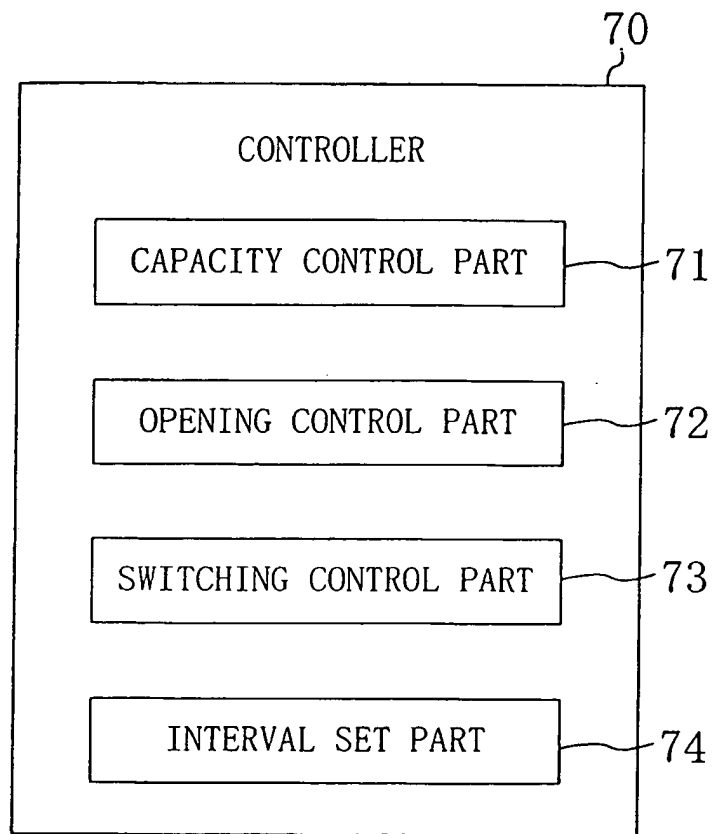 70
CONTROLLER
CAPACITY CONTROL PART
71
OPENING CONTROL PART
72
SWITCHING CONTROL PART
73
INTERVAL SET PART
74